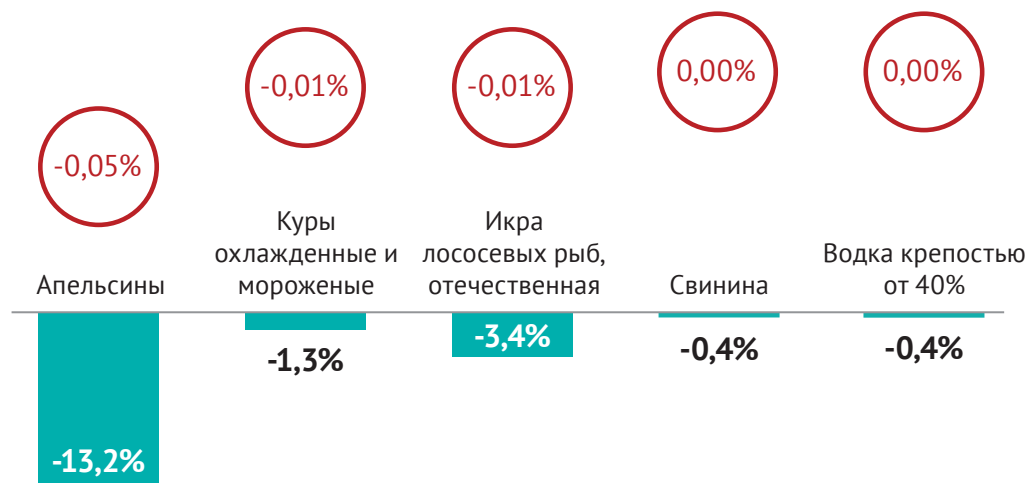 -0,05%
-0,01%
-0,01%
0,00%
0,00%
Апельсины
Куры
охлажденные и
мороженые
Икра
лососевых рыб,
отечественная
Свинина
Водка крепостью
от 40%
-13,2%
-1,3%
-3,4%
-0,4%
-0,4%